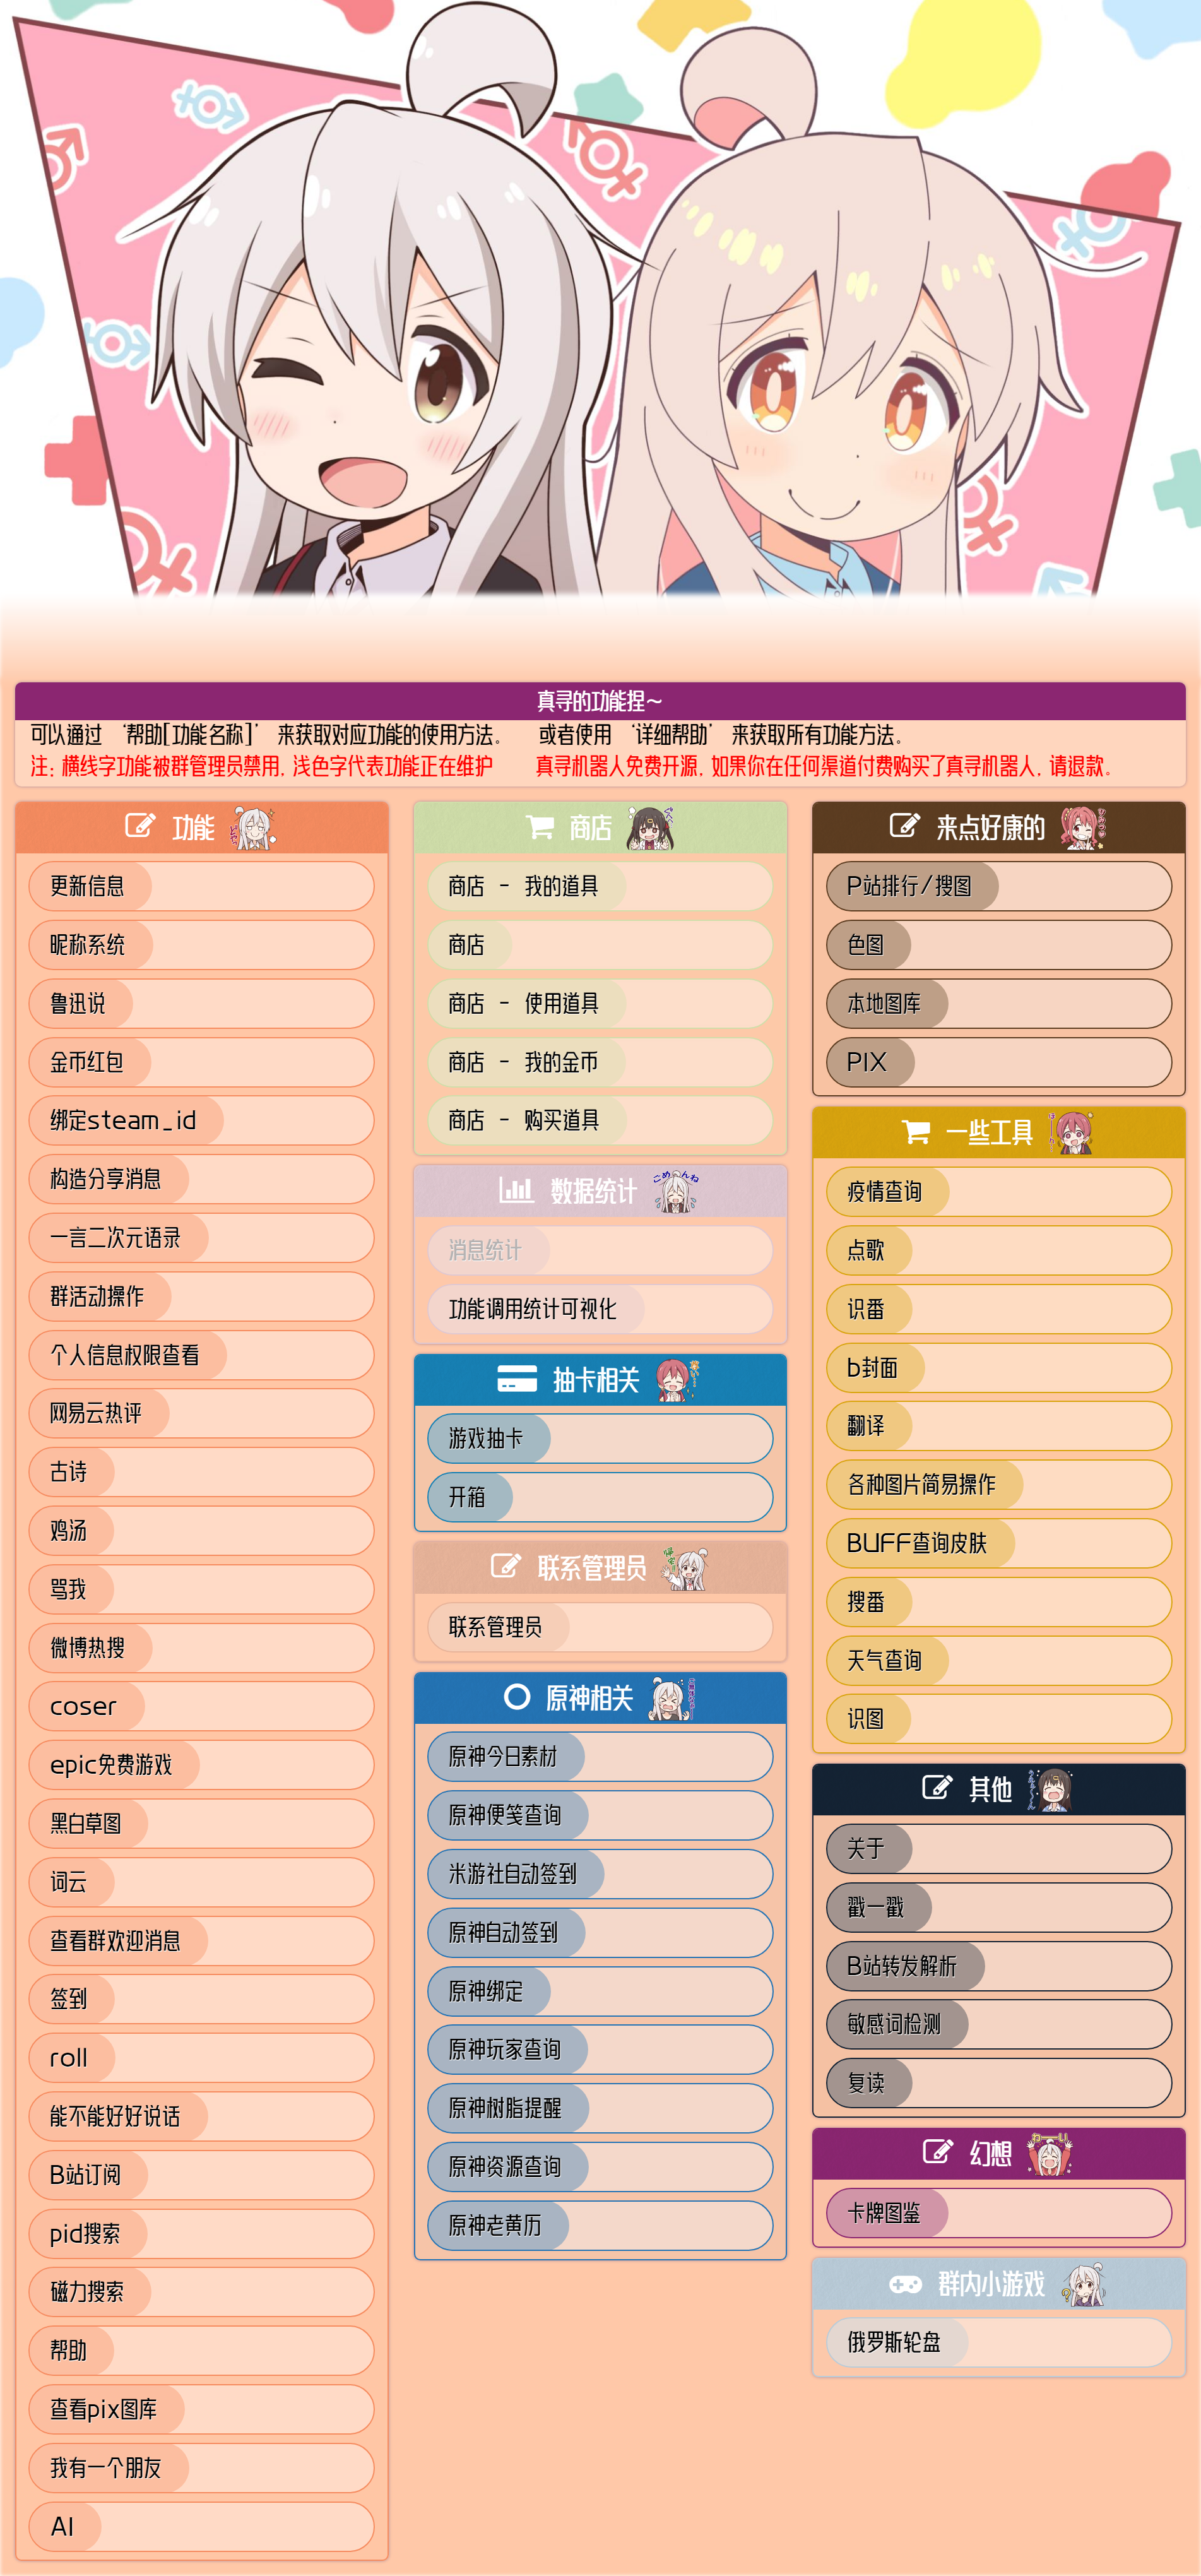 真寻的功能捏~
可以通过 ‘帮助[功能名称]’ 来获取对应功能的使用方法。 或者使用 ‘详细帮助’ 来获取所有功能方法。
注: 横线字功能被群管理员禁用, 浅色字代表功能正在维护 真寻机器人免费开源, 如果你在任何渠道付费购买了真寻机器人, 请退款。
功能
更新信息
昵称系统
鲁迅说
金币红包
绑定steam_id
构造分享消息
一言二次元语录
群活动操作
个人信息权限查看
网易云热评
古诗
鸡汤
骂我
微博热搜
coser
epic免费游戏
黑白草图
词云
查看群欢迎消息
签到
roll
能不能好好说话
B站订阅
pid搜索
磁力搜索
帮助
查看pix图库
我有一个朋友
AI
商店
商店 - 我的道具
商店
商店 - 使用道具
商店 - 我的金币
商店 - 购买道具
数据统计
ごめんね
消息统计
功能调用统计可视化
抽卡相关
游戏抽卡
开箱
联系管理员
联系管理员
原神相关
原神今日素材
原神便笺查询
米游社自动签到
原神自动签到
原神绑定
原神玩家查询
原神树脂提醒
原神资源查询
原神老黄历
来点好康的
P站排行/搜图
色图
本地图库
PIX
一些工具
疫情查询
点歌
识番
b封面
翻译
各种图片简易操作
BUFF查询皮肤
搜番
天气查询
识图
其他
关于
戳一戳
B站转发解析
敏感词检测
复读
幻想
わーい
卡牌图鉴
群内小游戏
俄罗斯轮盘